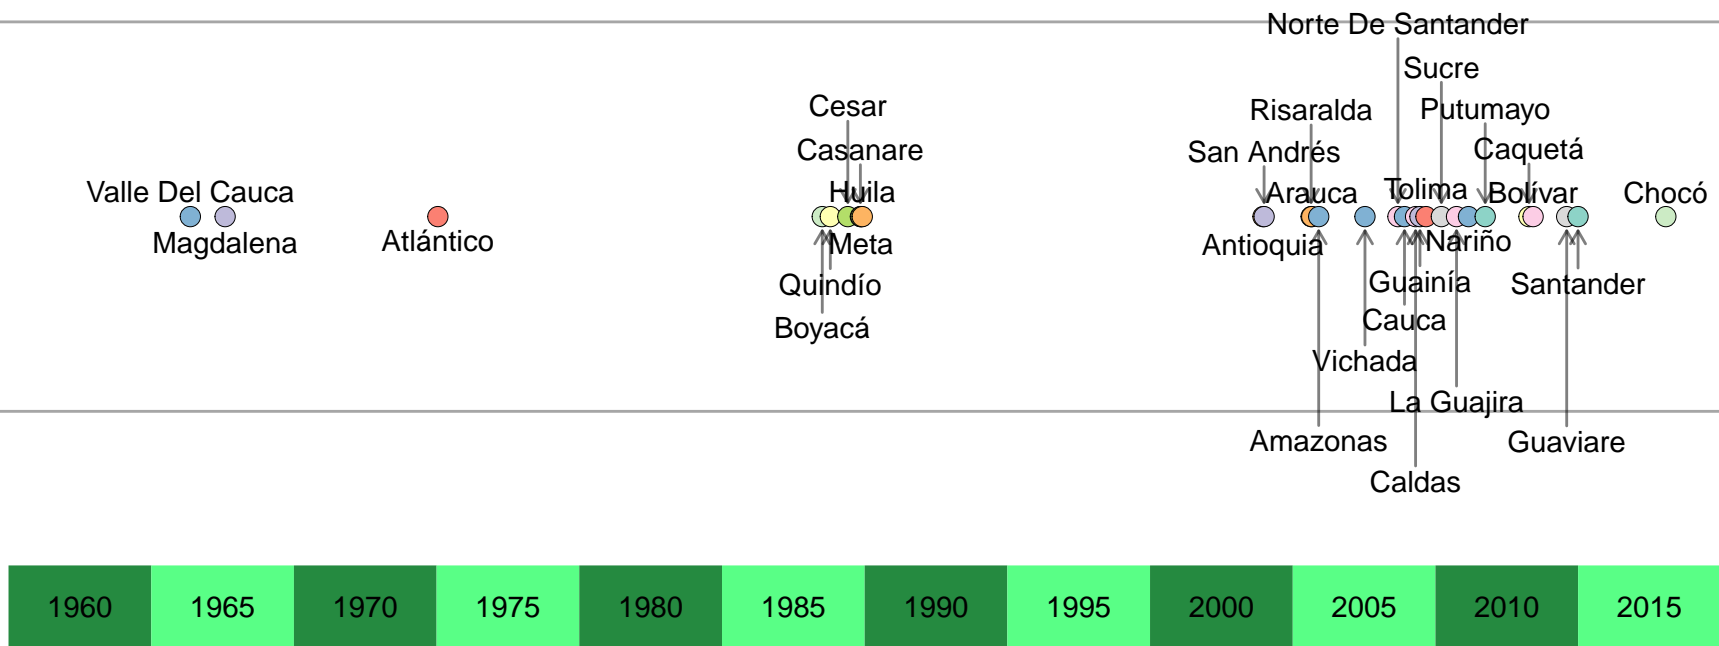 Norte De Santander
Sucre
Cesar
Risaralda
Putumayo
Casanare
San Andrés
Caquetá
Valle Del Cauca
Huila
Arauca
Tolima
Bolívar
Chocó
Magdalena
Atlántico
Meta
Antioquia
Nariño
Quindío
Guainía
Santander
Boyacá
Cauca
Vichada
La Guajira
Amazonas
Guaviare
Caldas
1960 1965 1970 1975 1980 1985 1990 1995 2000 2005 2010 2015